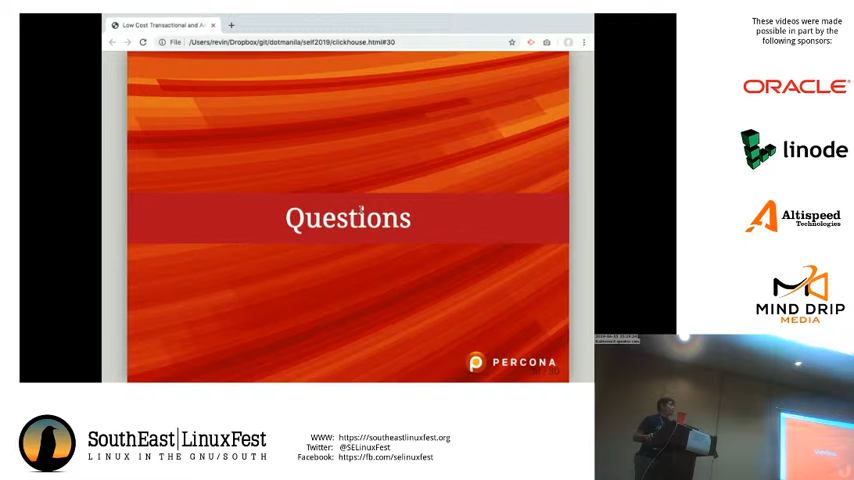 Low Cost Transactional and A
File
/Users/revin/Dropbox/git/dotmanila/self2019/clickhouse.html#30
Questions
PERCONA
These videos were made
possible in part by the
following sponsors:
ORACLE
linode
Altispeed
Technologies
MIND DRIP
MEDIA
SouthEast|LinuxFest
LINUX IN THE GNU/SOUTH
WWW: https:///southeastlinuxfest.org
Twitter: @SELinuxFest
Facebook: https://fb.com/selinuxfest
Questions